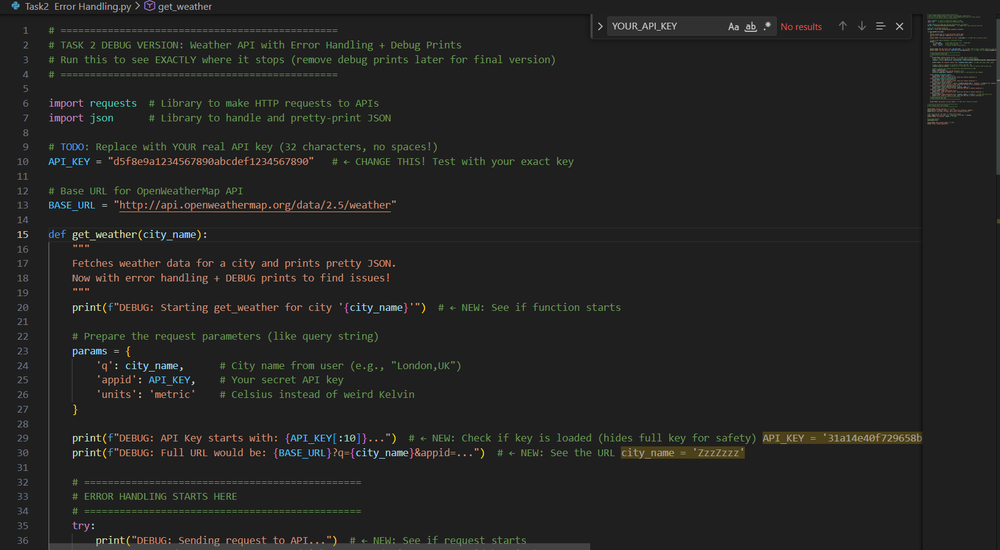 Task2 Error Handling.py > get_weather
YOUR_API_KEY Aa ab .* No results
1 # ===============================================
2 # TASK 2 DEBUG VERSION: Weather API with Error Handling + Debug Prints
3 # Run this to see EXACTLY where it stops (remove debug prints later for final version)
4 # ===============================================
5
6 import requests # Library to make HTTP requests to APIs
7 import json # Library to handle and pretty-print JSON
8
9 # TODO: Replace with YOUR real API key (32 characters, no spaces!)
10 API_KEY = "d5f8e9a1234567890abcdef1234567890" # ← CHANGE THIS! Test with your exact key
11
12 # Base URL for OpenWeatherMap API
13 BASE_URL = "http://api.openweathermap.org/data/2.5/weather"
14
15 def get_weather(city_name):
16 """
17 Fetches weather data for a city and prints pretty JSON.
18 Now with error handling + DEBUG prints to find issues!
19 """
20 print(f"DEBUG: Starting get_weather for city '{city_name}'") # ← NEW: See if function starts
21
22 # Prepare the request parameters (like query string)
23 params = {
24 'q': city_name, # City name from user (e.g., "London,UK")
25 'appid': API_KEY, # Your secret API key
26 'units': 'metric' # Celsius instead of weird Kelvin
27 }
28
29 print(f"DEBUG: API Key starts with: {API_KEY[:10]}...") # ← NEW: Check if key is loaded (hides full key for safety) API_KEY = '31a14e40f729658b
30 print(f"DEBUG: Full URL would be: {BASE_URL}?q={city_name}&appid=...") # ← NEW: See the URL city_name = 'ZzzZzzz'
31
32 # ===============================================
33 # ERROR HANDLING STARTS HERE
34 # ===============================================
35 try:
36 print("DEBUG: Sending request to API...") # ← NEW: See if request starts